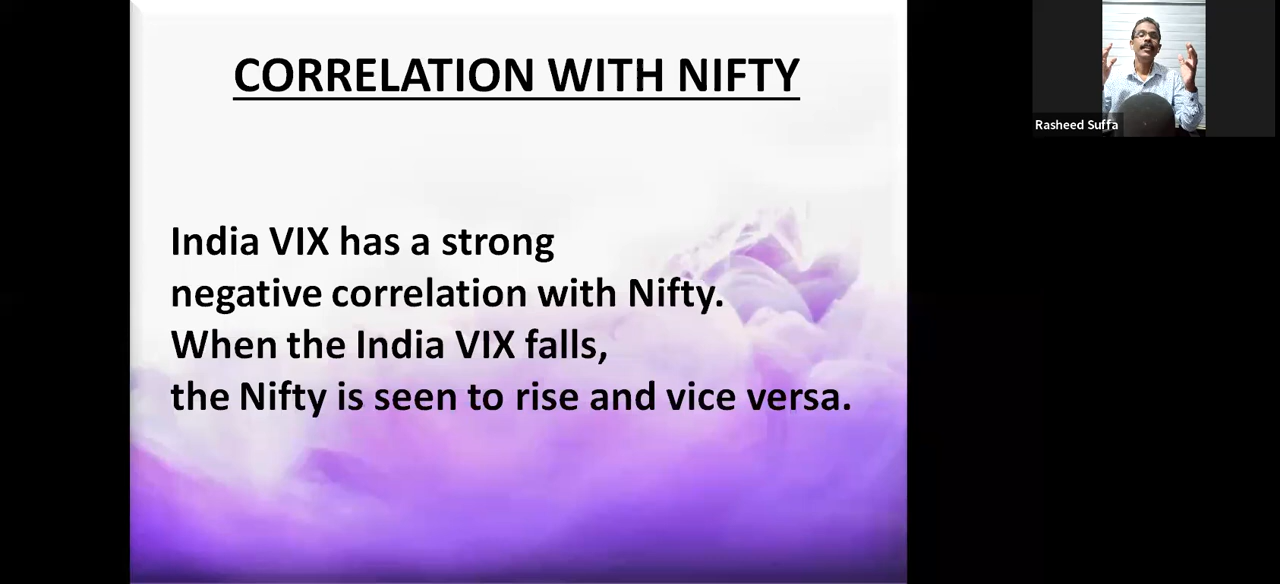 CORRELATION WITH NIFTY
India VIX has a strong
negative correlation with Nifty.
When the India VIX falls,
the Nifty is seen to rise and vice versa.
Rasheed Suffa